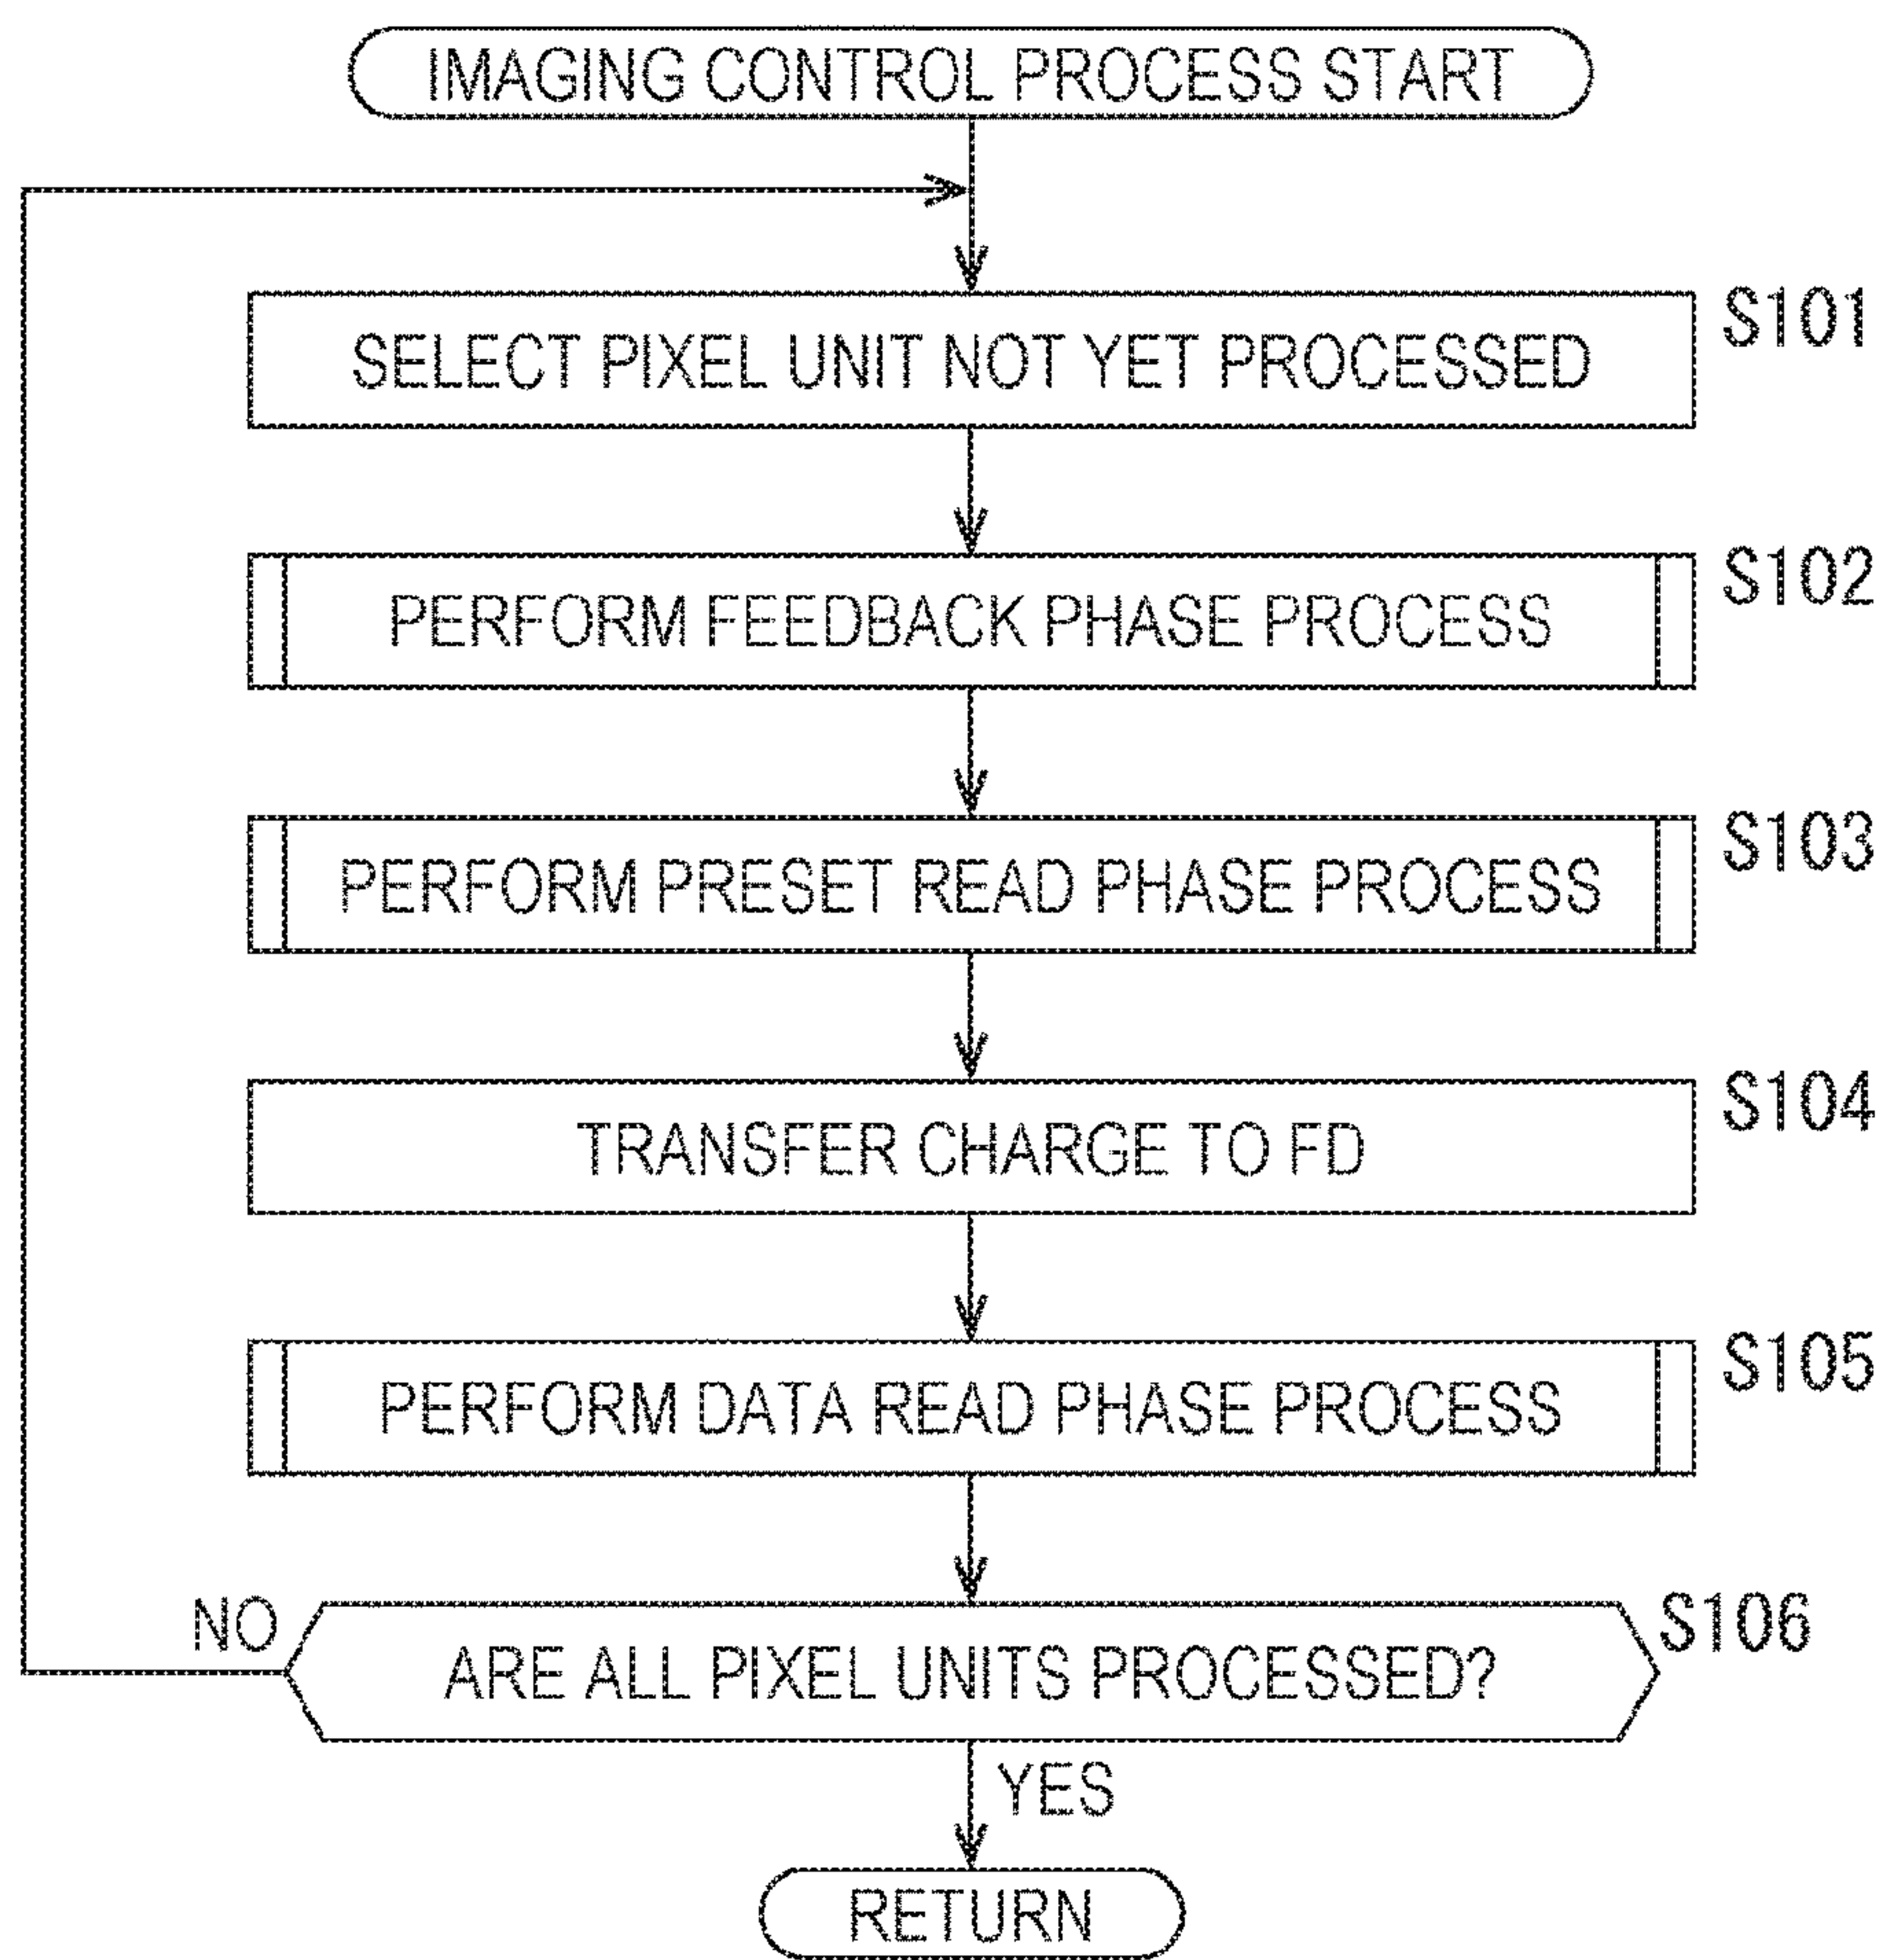 IMAGING CONTROL PROCESS START
SELECT PIXEL UNIT NOT YET PROCESSED
S101
PERFORM FEEDBACK PHASE PROCESS
S102
PERFORM PRESET READ PHASE PROCESS
S103
TRANSFER CHARGE TO FD
S104
PERFORM DATA READ PHASE PROCESS
S105
NO
ARE ALL PIXEL UNITS PROCESSED?
S106
YES
RETURN